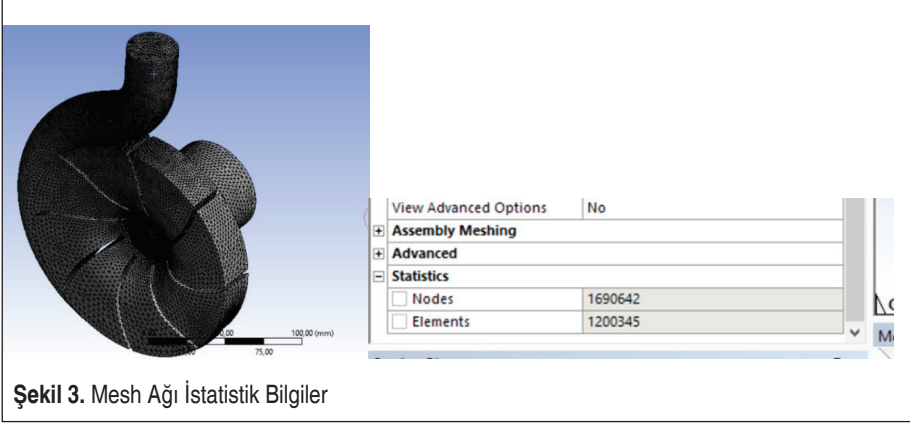 View Advanced Options No
Assembly Meshing
Advanced
Statistics
Nodes 1690642
Elements 1200345
100,00 (mm)
75,00
Şekil 3. Mesh Ağı İstatistik Bilgiler